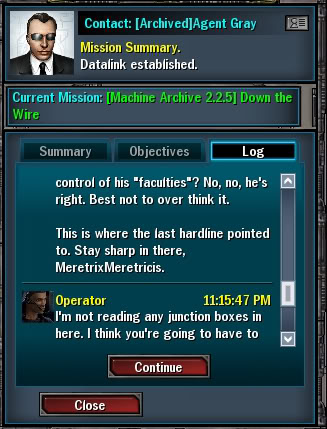 Contact: [Archived]Agent Gray
Mission Summary.
Datalink established.
Current Mission: [Machine Archive 2.2.5] Down the
Wire
Summary
Objectives
Log
control of his "faculties"? No, no, he's
right. Best not to over think it.
This is where the last hardline pointed
to. Stay sharp in there,
MeretrixMeretricis.
Operator 11:15:47 PM
I'm not reading any junction boxes in
here. I think you're going to have to
Continue
Close